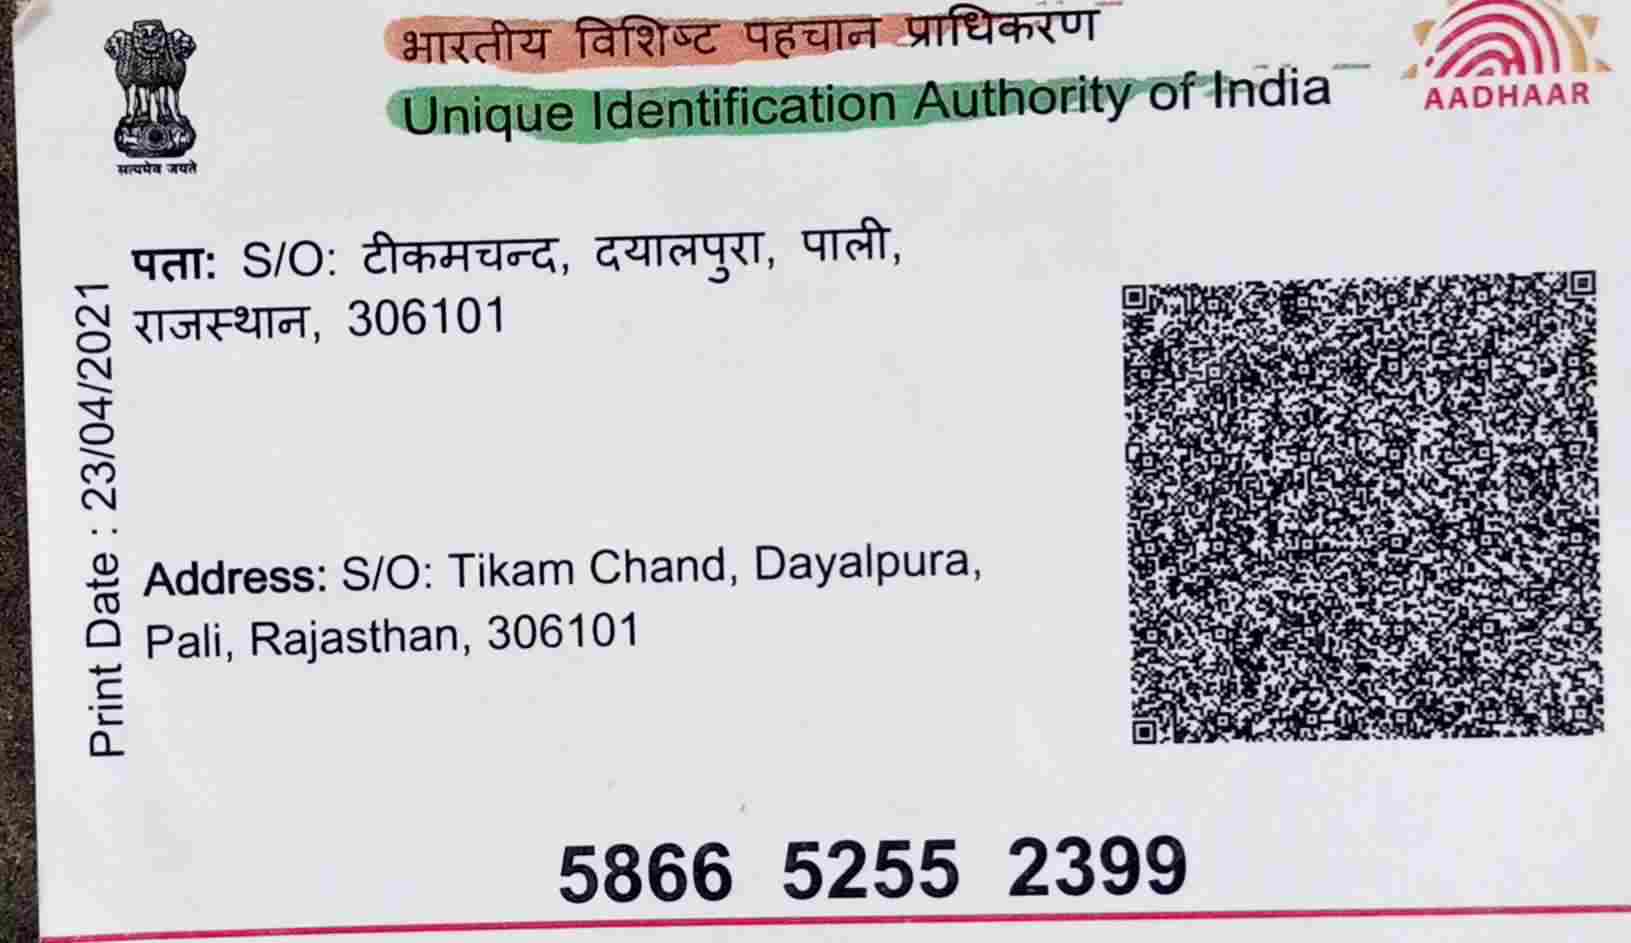 भारतीय विशिष्ट पहचान प्राधिकरण
Unique Identification Authority of India
AADHAAR
सत्यमेव जयते
पता: S/O: टीकमचन्द, दयालपुरा, पाली,
राजस्थान, 306101
Print Date : 23/04/2021
Address: S/O: Tikam Chand, Dayalpura,
Pali, Rajasthan, 306101
5866 5255 2399